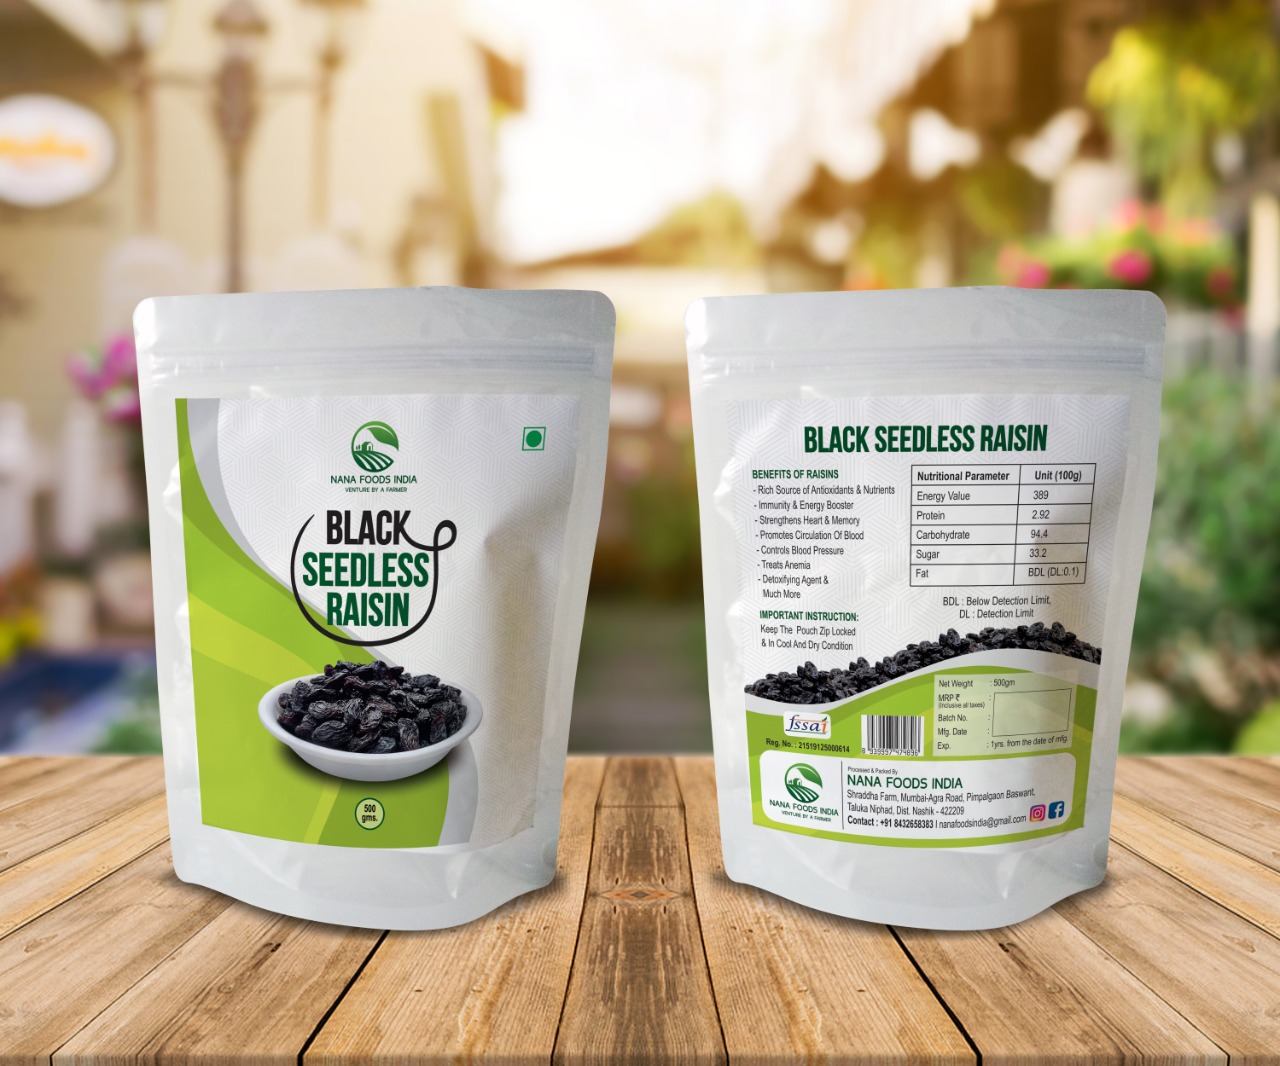 NANA FOODS INDIA
VENTURE BY A FARMER
BLACK
SEEDLESS
RAISIN
500
gms.
BLACK SEEDLESS RAISIN
BENEFITS OF RAISINS
- Rich Source of Antioxidants & Nutrients
- Immunity & Energy Booster
- Strengthens Heart & Memory
- Promotes Circulation Of Blood
- Controls Blood Pressure
- Treats Anemia
- Detoxifying Agent &
Much More
IMPORTANT INSTRUCTION:
Keep The Pouch Zip Locked
& In Cool And Dry Condition
Nutritional Parameter Unit (100g)
Energy Value 389
Protein 2.92
Carbohydrate 94.4
Sugar 33.2
Fat BDL (DL:0.1)
BDL : Below Detection Limit,
DL : Detection Limit
fssai
Reg. No. : 21519125000614
Net Weight : 500gm
MRP ₹ :
(Inclusive all taxes)
Batch No. :
Mfg. Date :
Exp. : 1yrs. from the date of mfg.
NANA FOODS INDIA
VENTURE BY A FARMER
Processed & Packed By
NANA FOODS INDIA
Shraddha Farm, Mumbai-Agra Road, Pimpalgaon Baswant,
Taluka Niphad, Dist. Nashik - 422209
Contact : +91 8432658383 I nanafoodsindia@gmail.com